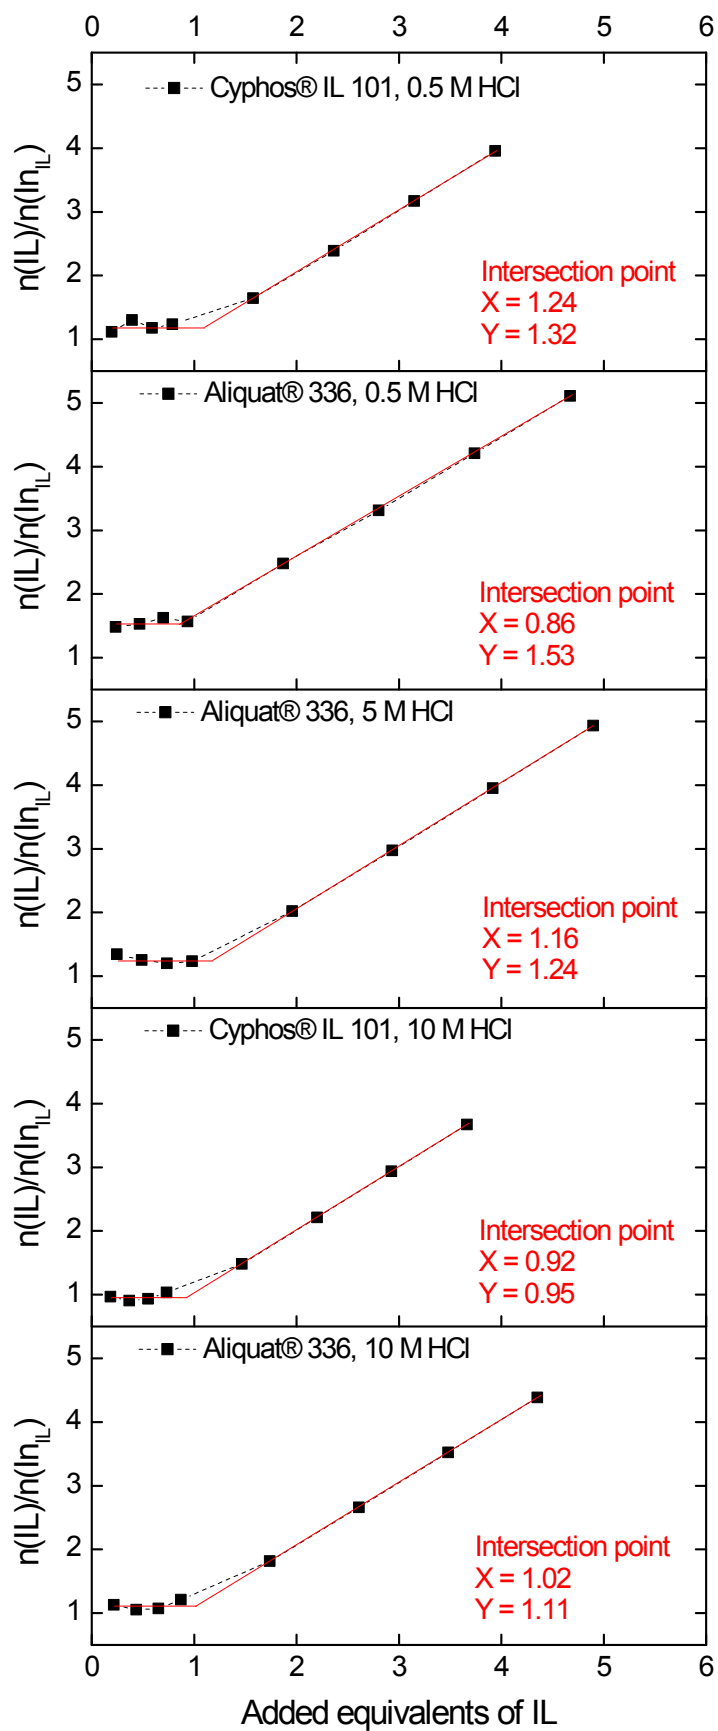 0 1 2 3 4 5 6
Cyphos® IL 101, 0.5 M HCl
5
4
3
2
1
n(IL)/n(In_IL)
Intersection point
X = 1.24
Y = 1.32
Aliquat® 336, 0.5 M HCl
5
4
3
2
1
n(IL)/n(In_IL)
Intersection point
X = 0.86
Y = 1.53
Aliquat® 336, 5 M HCl
5
4
3
2
1
n(IL)/n(In_IL)
Intersection point
X = 1.16
Y = 1.24
Cyphos® IL 101, 10 M HCl
5
4
3
2
1
n(IL)/n(In_IL)
Intersection point
X = 0.92
Y = 0.95
Aliquat® 336, 10 M HCl
5
4
3
2
1
n(IL)/n(In_IL)
Intersection point
X = 1.02
Y = 1.11
0 1 2 3 4 5 6
Added equivalents of IL